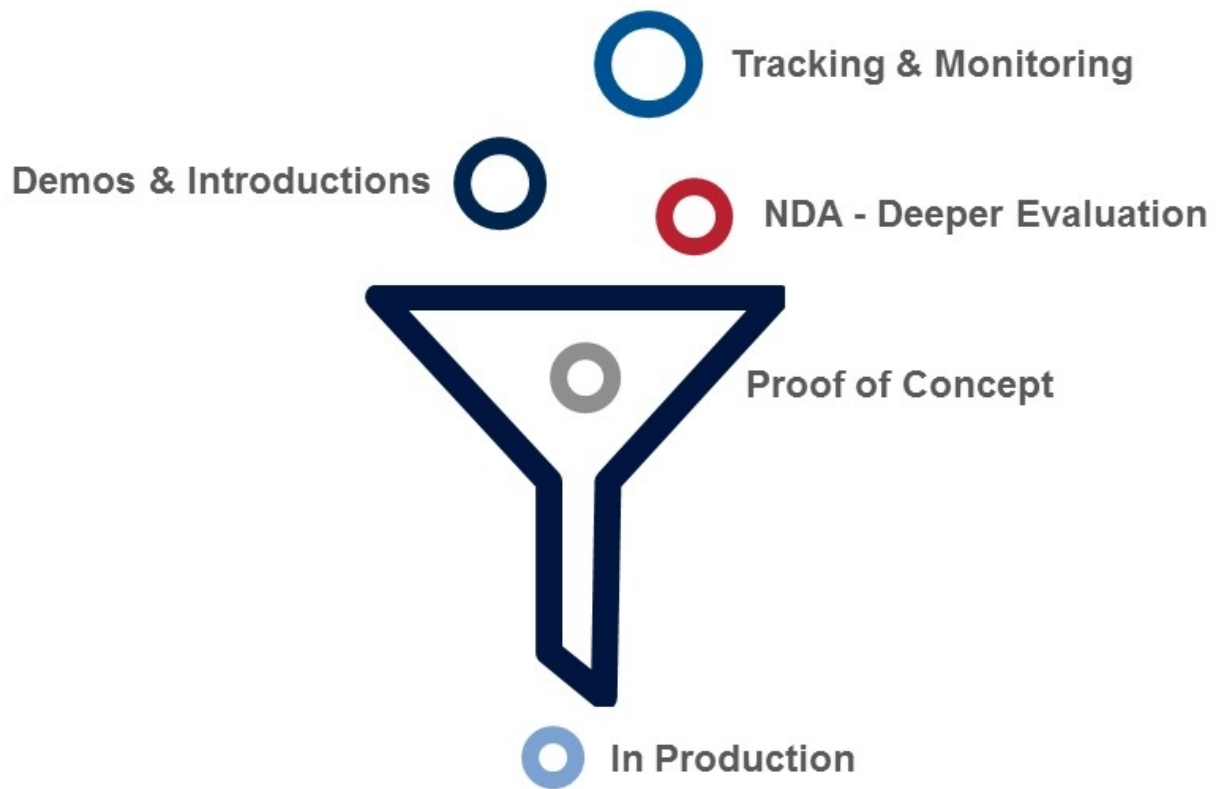 Tracking & Monitoring
Demos & Introductions
NDA - Deeper Evaluation
Proof of Concept
In Production